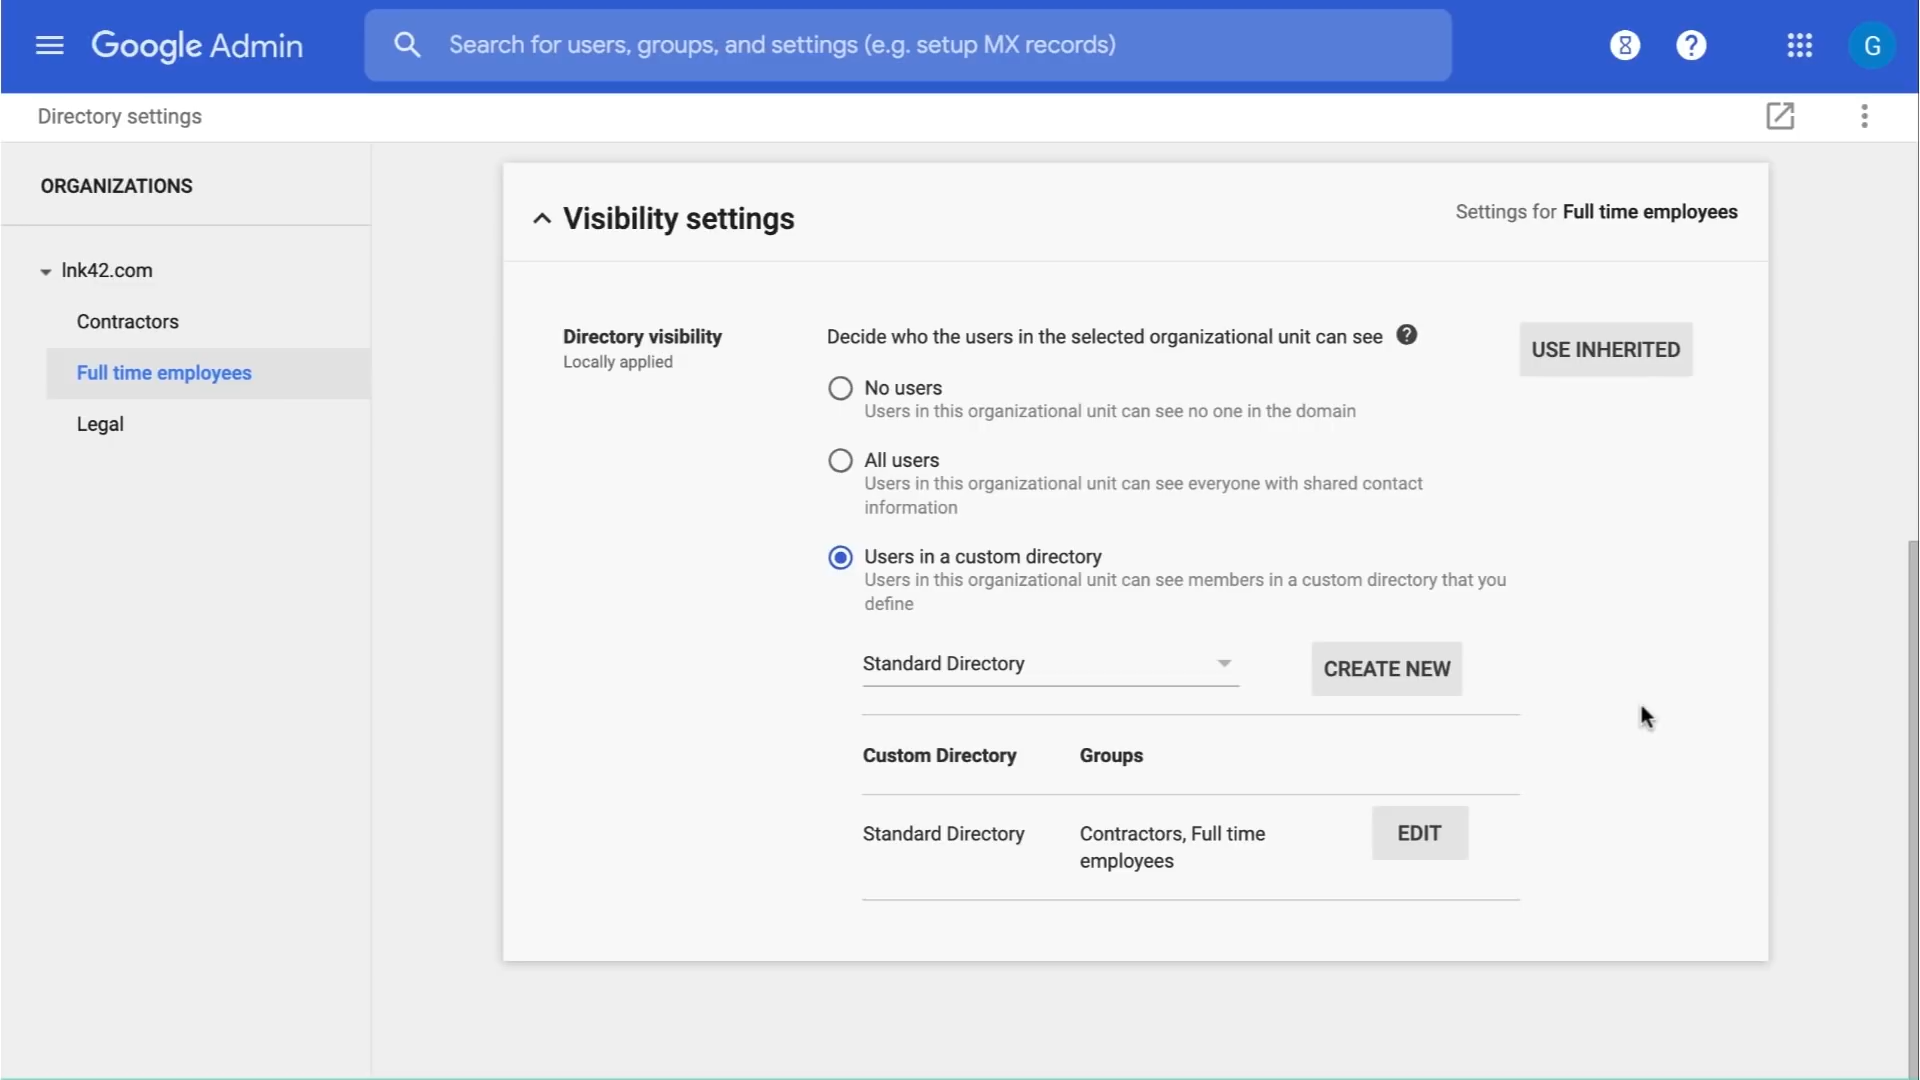 Google Admin
Search for users, groups, and settings (e.g. setup MX records)
G
Directory settings
ORGANIZATIONS
lnk42.com
Contractors
Full time employees
Legal
Visibility settings
Settings for Full time employees
Directory visibility
Locally applied
Decide who the users in the selected organizational unit can see
USE INHERITED
No users
Users in this organizational unit can see no one in the domain
All users
Users in this organizational unit can see everyone with shared contact
information
Users in a custom directory
Users in this organizational unit can see members in a custom directory that you
define
Standard Directory
CREATE NEW
Custom Directory Groups
Standard Directory Contractors, Full time
employees
EDIT